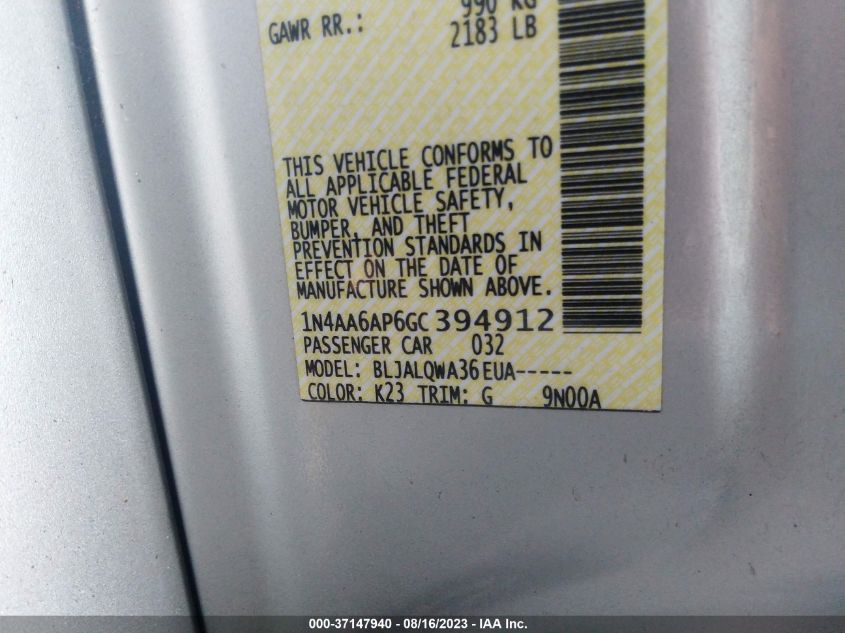 990 KG
GAWR RR.: 2183 LB
THIS VEHICLE CONFORMS TO
ALL APPLICABLE FEDERAL
MOTOR VEHICLE SAFETY,
BUMPER, AND THEFT
PREVENTION STANDARDS IN
EFFECT ON THE DATE OF
MANUFACTURE SHOWN ABOVE.
1N4AA6AP6GC394912
PASSENGER CAR 032
MODEL: BLJALQWA36EUA-----
COLOR: K23 TRIM: G 9N00A
000-37147940 - 08/16/2023 - IAA Inc.